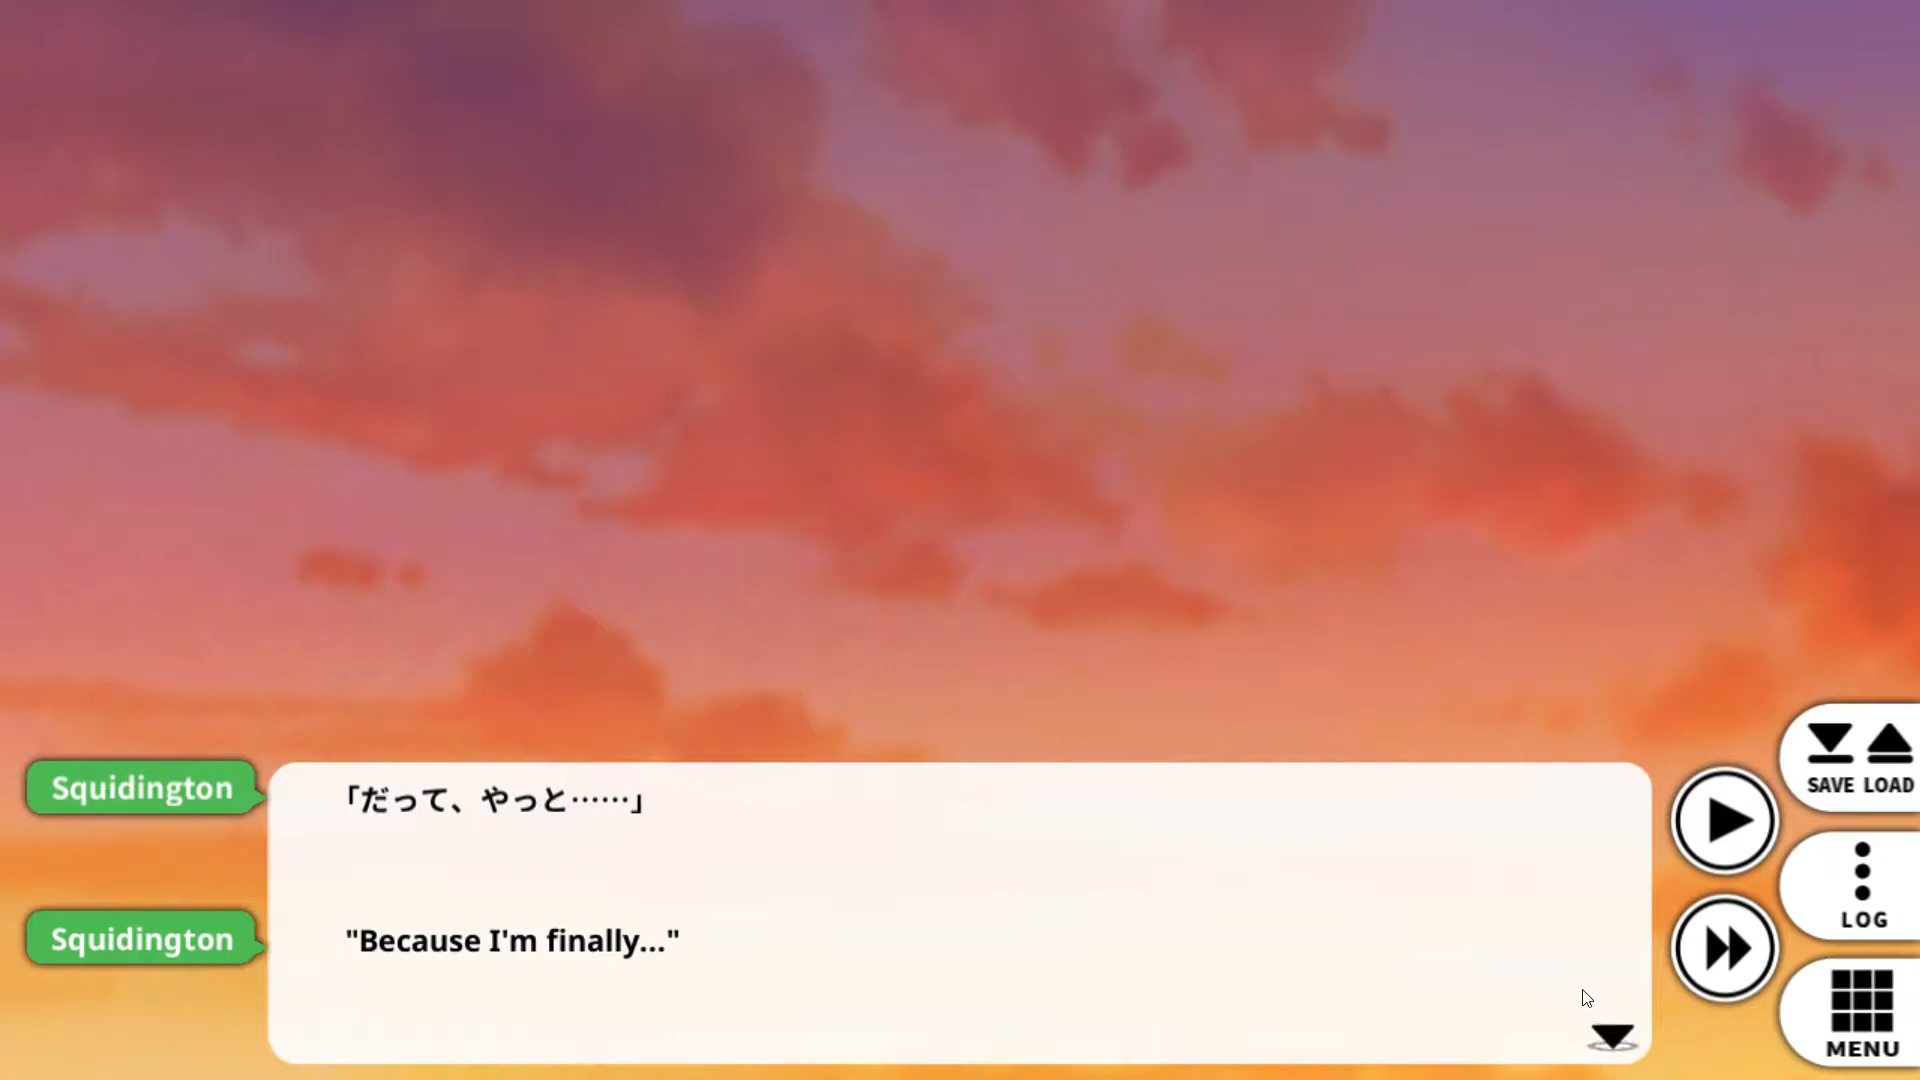 Squidington
「だって、やっと……」
Squidington
"Because I'm finally..."
SAVE LOAD
LOG
MENU